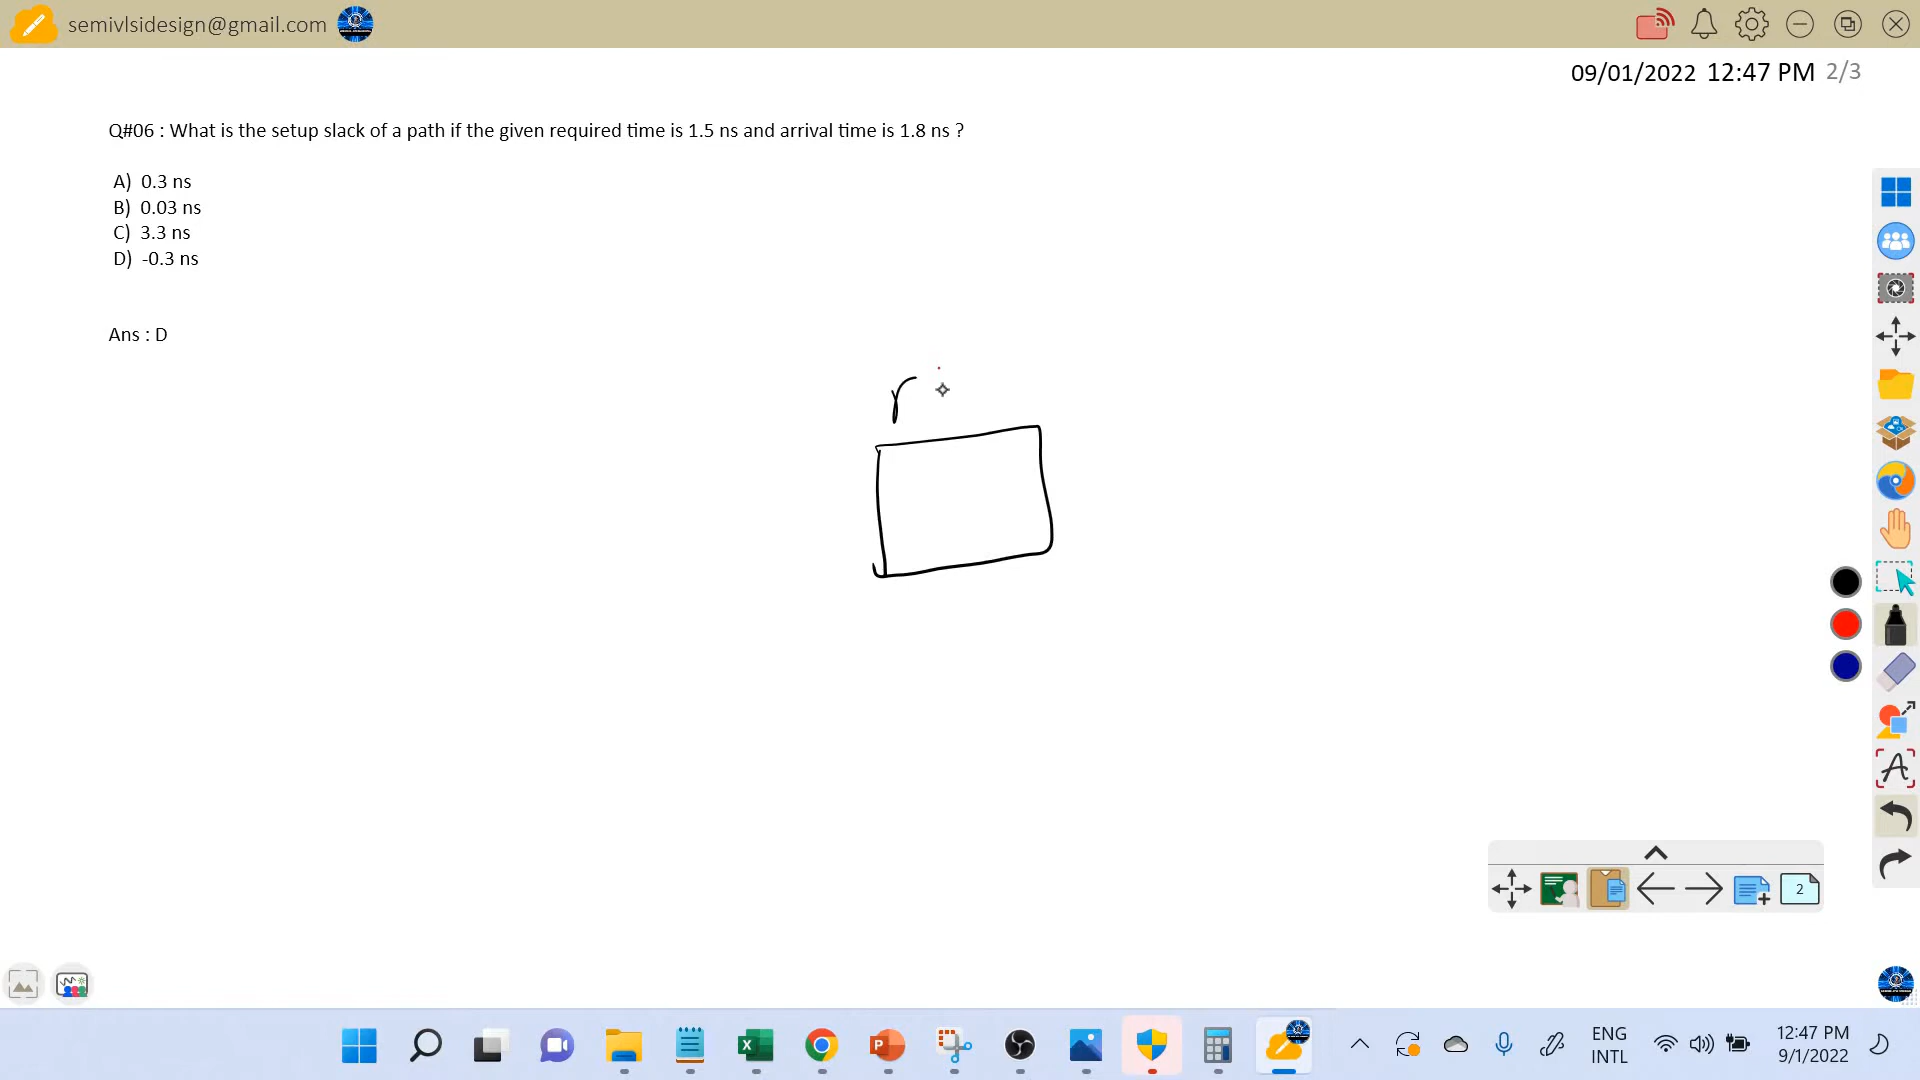 semivlsidesign@gmail.com
09/01/2022 12:47 PM 2/3
Q#06 : What is the setup slack of a path if the given required time is 1.5 ns and arrival time is 1.8 ns ?
A) 0.3 ns
B) 0.03 ns
C) 3.3 ns
D) -0.3 ns
Ans : D
r
2
ENG
INTL
12:47 PM
9/1/2022